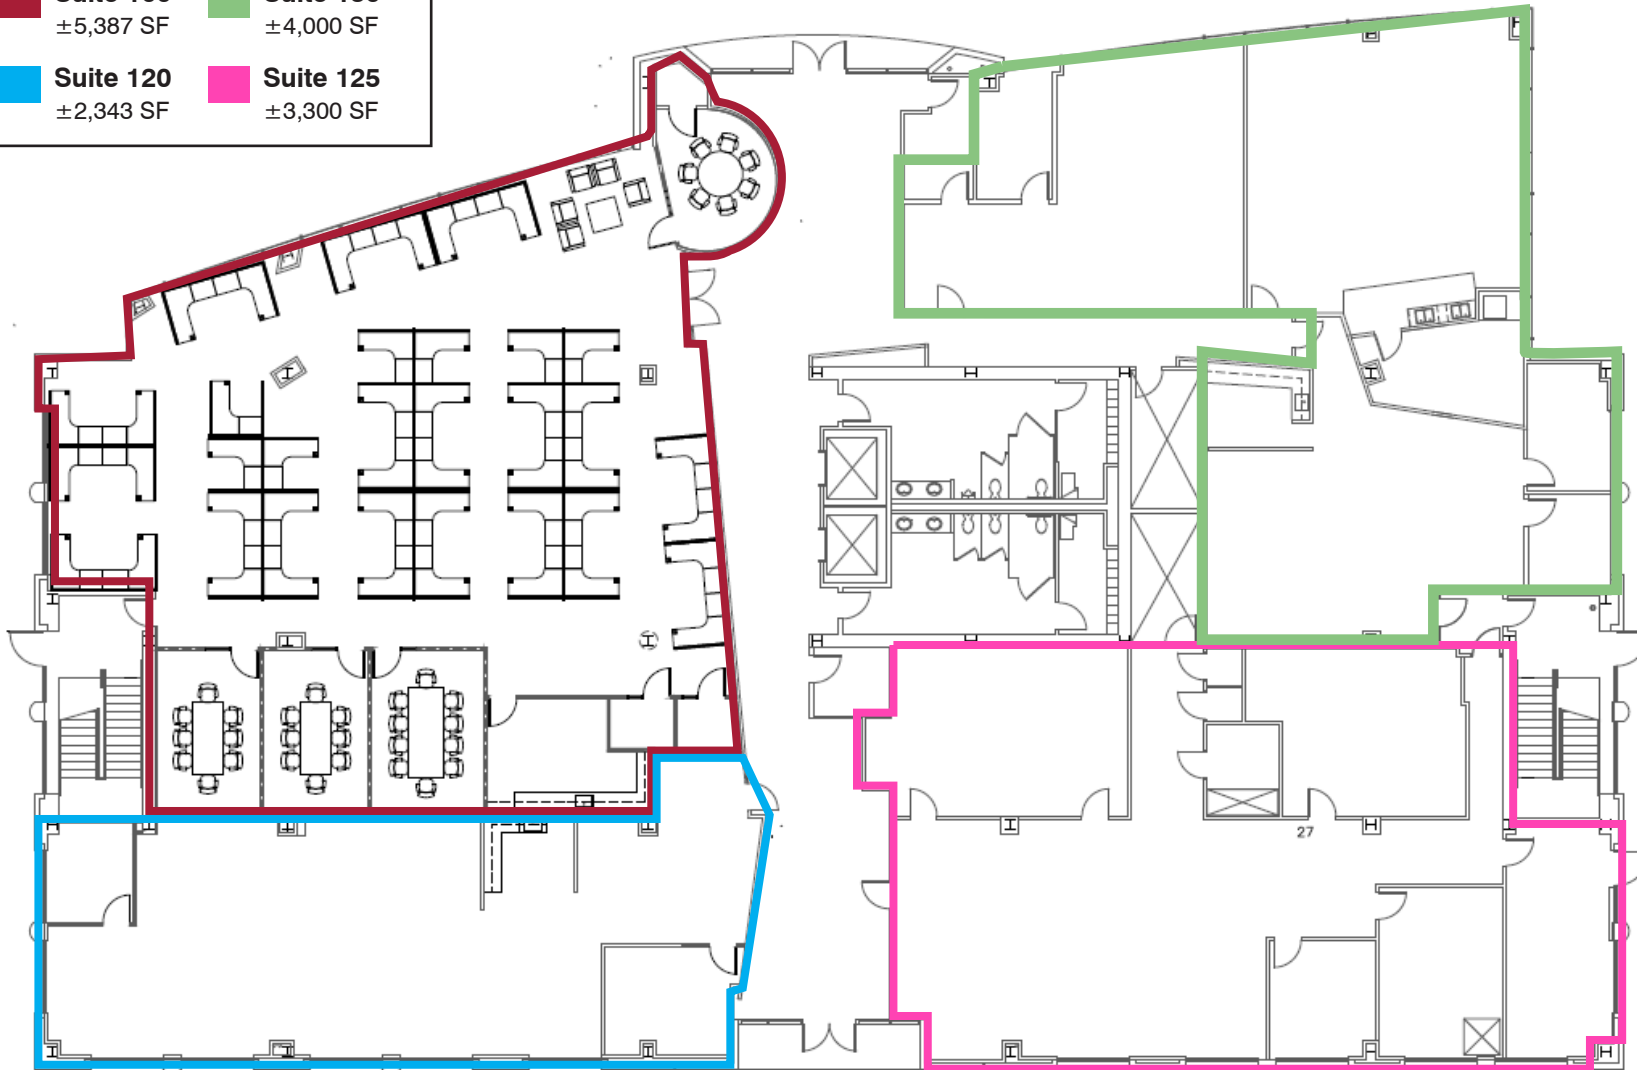 ±5,387 SF
±4,000 SF
Suite 120
±2,343 SF
Suite 125
±3,300 SF
27